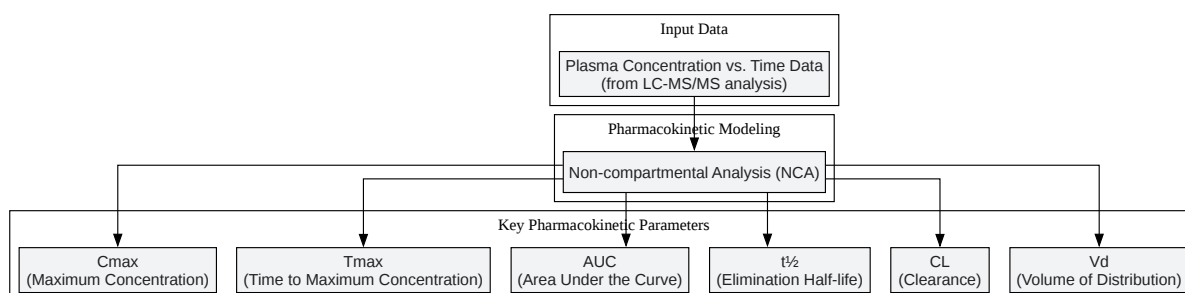 Input Data
Plasma Concentration vs. Time Data
(from LC-MS/MS analysis)
Pharmacokinetic Modeling
Non-compartmental Analysis (NCA)
Key Pharmacokinetic Parameters
Cmax
(Maximum Concentration)
Tmax
(Time to Maximum Concentration)
AUC
(Area Under the Curve)
t½
(Elimination Half-life)
CL
(Clearance)
Vd
(Volume of Distribution)